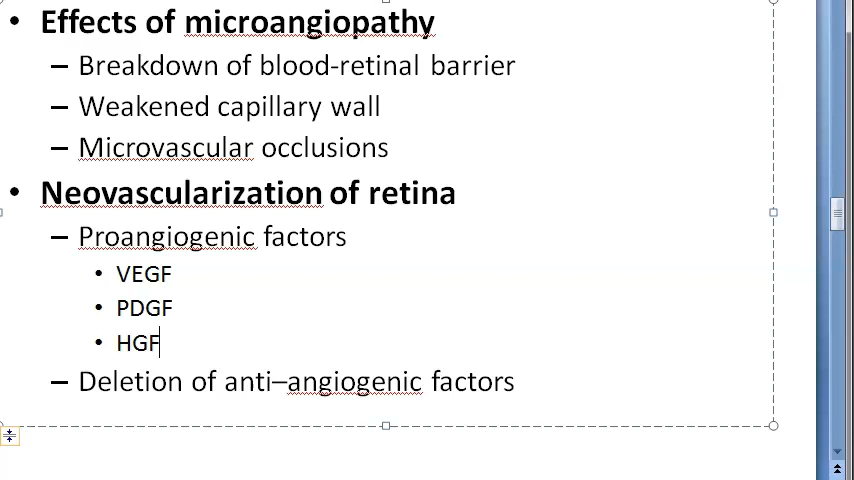 • Effects of microangiopathy
– Breakdown of blood-retinal barrier
– Weakened capillary wall
– Microvascular occlusions
• Neovascularization of retina
– Proangiogenic factors
• VEGF
• PDGF
• HGF
– Deletion of anti–angiogenic factors